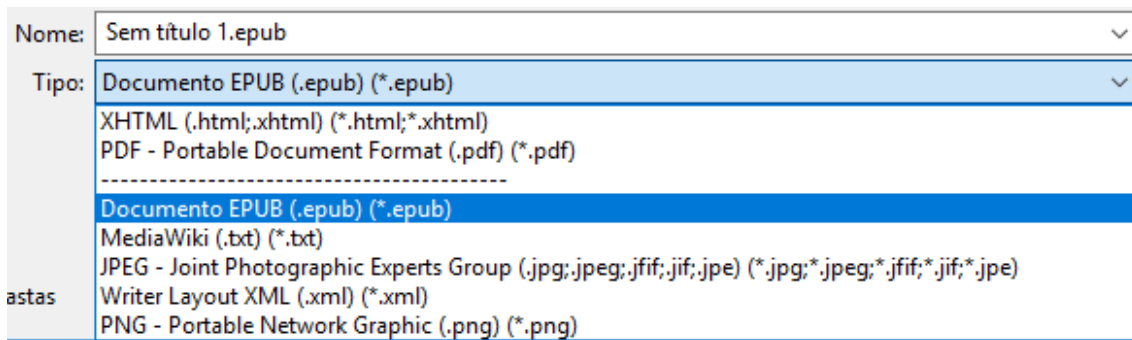 Nome: Sem título 1.epub
Tipo: Documento EPUB (.epub) (*.epub)
XHTML (.html;.xhtml) (*.html;*.xhtml)
PDF - Portable Document Format (.pdf) (*.pdf)
------------------------------------------
Documento EPUB (.epub) (*.epub)
MediaWiki (.txt) (*.txt)
JPEG - Joint Photographic Experts Group (.jpg;.jpeg;.jfif;.jif;.jpe) (*.jpg;*.jpeg;*.jfif;*.jif;*.jpe)
astas Writer Layout XML (.xml) (*.xml)
PNG - Portable Network Graphic (.png) (*.png)